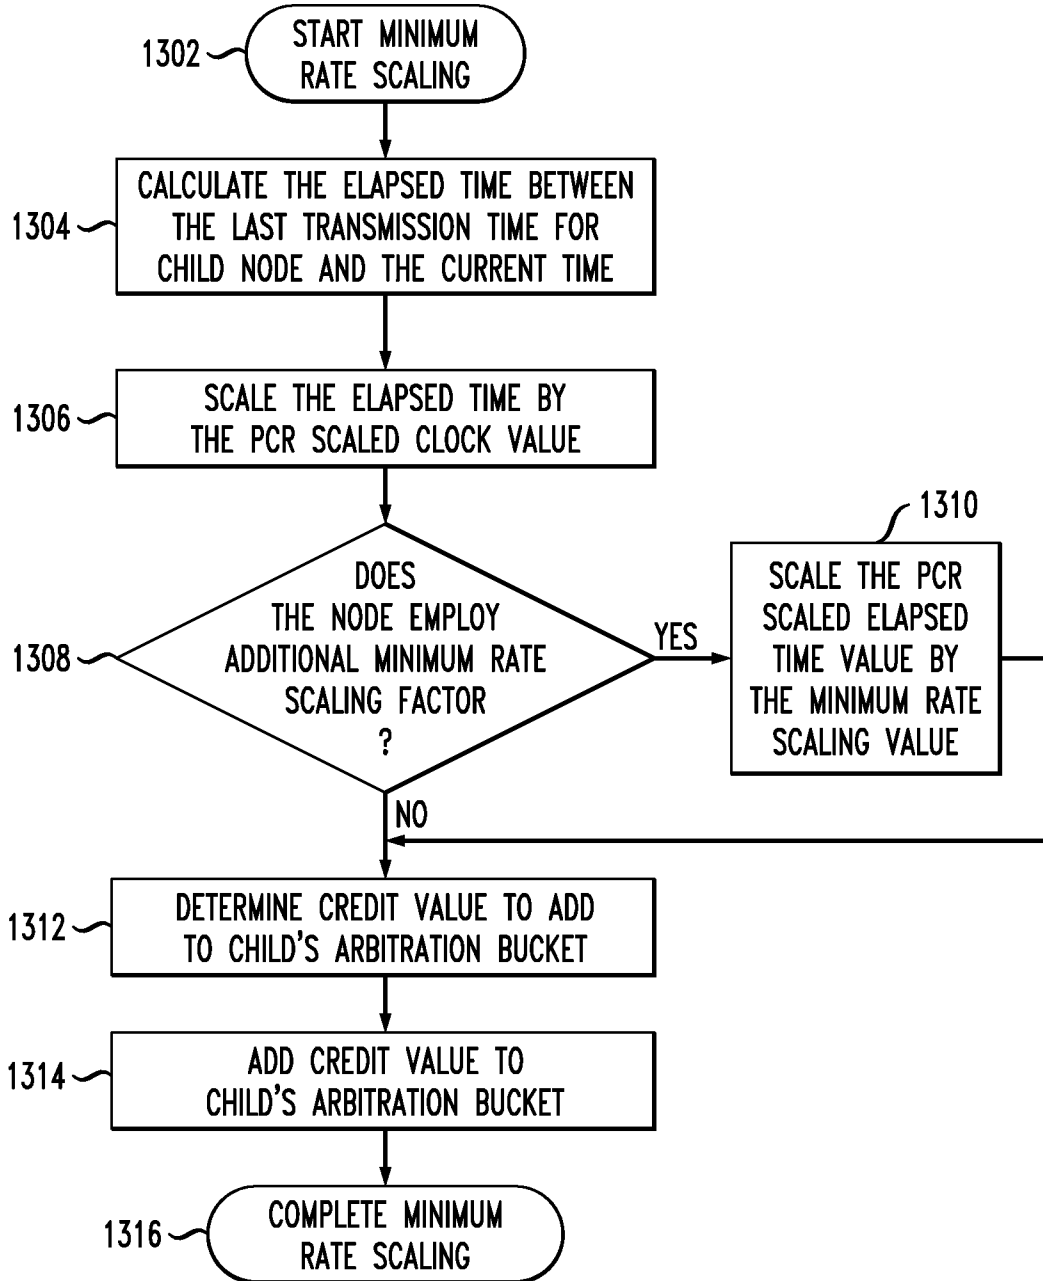 1302
START MINIMUM
RATE SCALING
1304
CALCULATE THE ELAPSED TIME BETWEEN
THE LAST TRANSMISSION TIME FOR
CHILD NODE AND THE CURRENT TIME
1306
SCALE THE ELAPSED TIME BY
THE PCR SCALED CLOCK VALUE
1308
DOES
THE NODE EMPLOY
ADDITIONAL MINIMUM RATE
SCALING FACTOR
?
YES
1310
SCALE THE PCR
SCALED ELAPSED
TIME VALUE BY
THE MINIMUM RATE
SCALING VALUE
NO
1312
DETERMINE CREDIT VALUE TO ADD
TO CHILD'S ARBITRATION BUCKET
1314
ADD CREDIT VALUE TO
CHILD'S ARBITRATION BUCKET
1316
COMPLETE MINIMUM
RATE SCALING